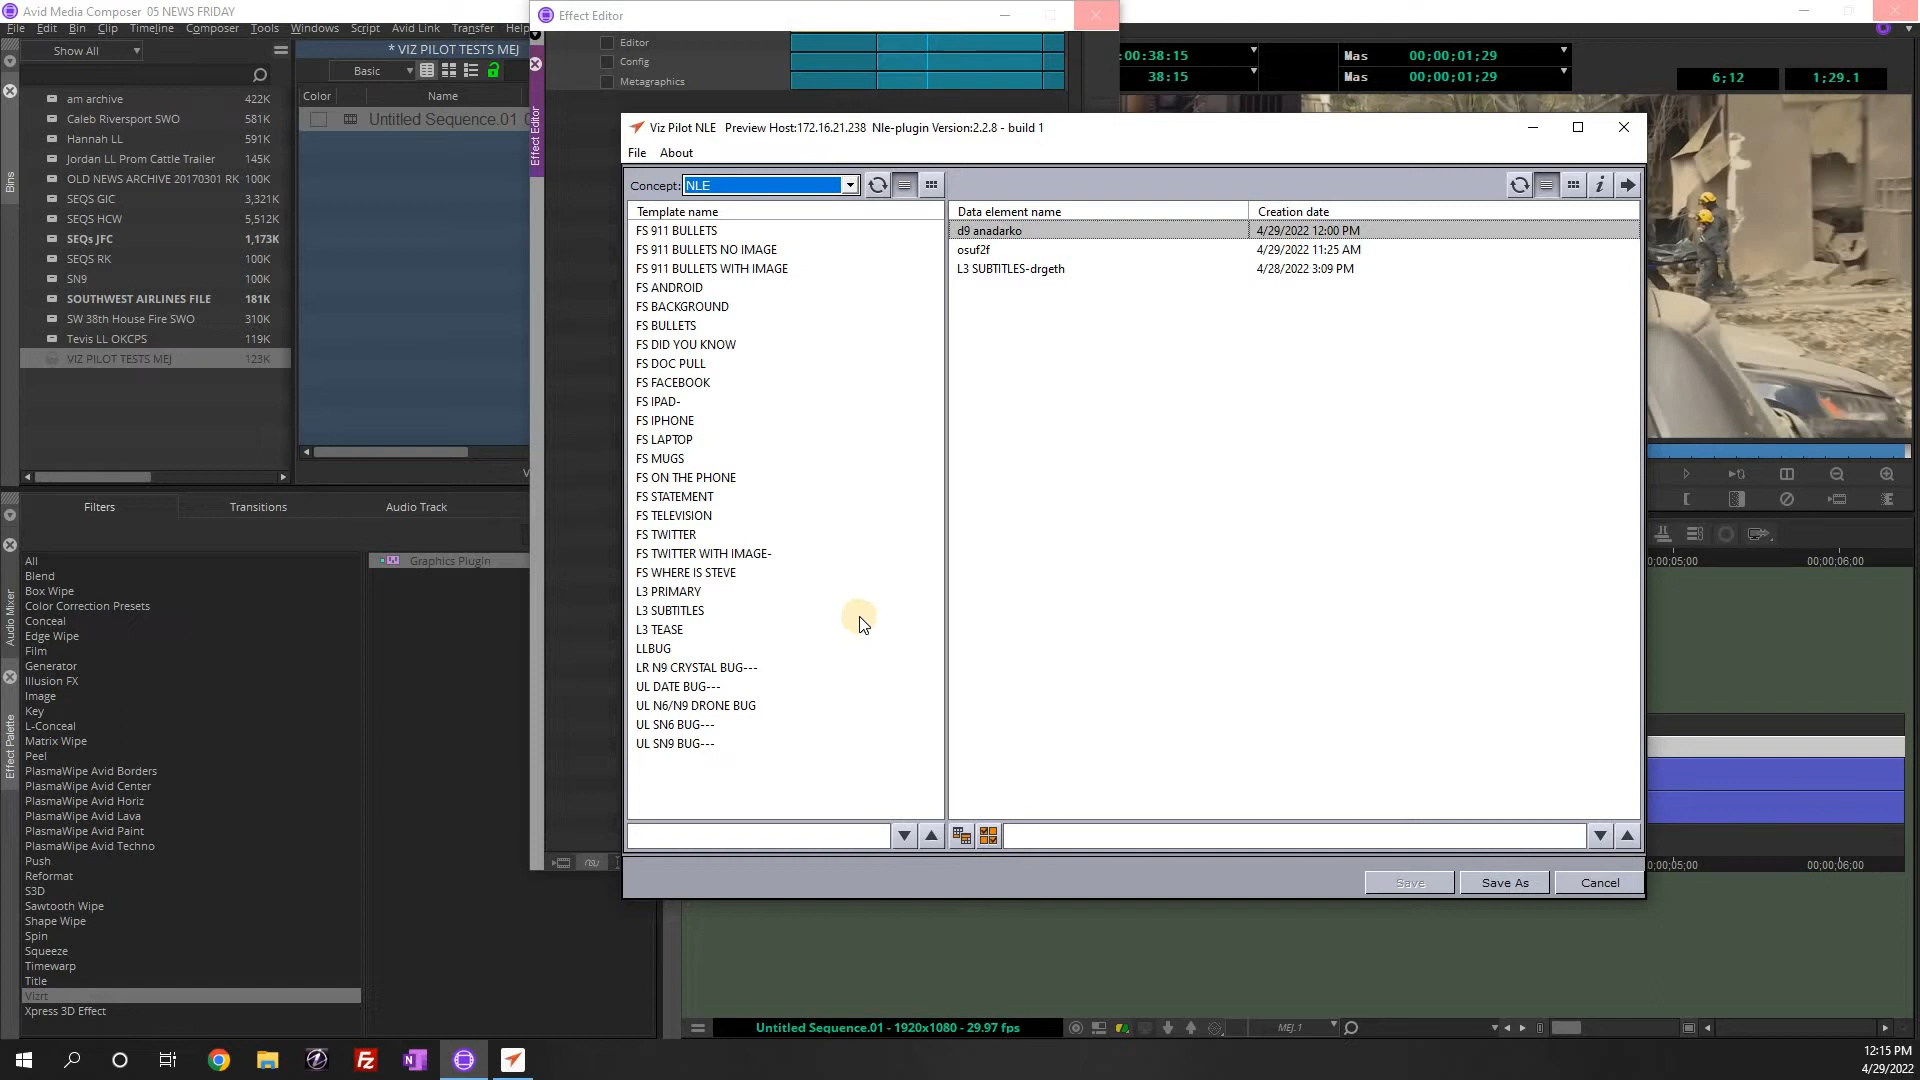 Avid Media Composer 05 NEWS FRIDAY
File Edit Bin Clip Timeline Composer Tools Windows Script Avid Link Transfer Help
Show All
am archive 422K
Caleb Riversport SWO 581K
Hannah LL 591K
Jordan LL Prom Cattle Trailer 145K
OLD NEWS ARCHIVE 20170301 RK 100K
SEQS GIC 3,321K
SEQS HCW 5,512K
SEQs JFC 1,173K
SEQS RK 100K
SN9 100K
SOUTHWEST AIRLINES FILE 181K
SW 38th House Fire SWO 310K
Tevis LL OKCPS 119K
VIZ PILOT TESTS MEJ 123K
Bins
* VIZ PILOT TESTS MEJ
Basic
Color Name
Untitled Sequence.01
Effect Editor
Editor
Config
Metagraphics
Effect Editor
:00:38:15 Mas 00;00;01;29
38:15 Mas 00;00;01;29
6;12 1;29.1
Viz Pilot NLE Preview Host:172.16.21.238 Nle-plugin Version:2.2.8 - build 1
File About
Concept: NLE
Template name
FS 911 BULLETS
FS 911 BULLETS NO IMAGE
FS 911 BULLETS WITH IMAGE
FS ANDROID
FS BACKGROUND
FS BULLETS
FS DID YOU KNOW
FS DOC PULL
FS FACEBOOK
FS IPAD-
FS IPHONE
FS LAPTOP
FS MUGS
FS ON THE PHONE
FS STATEMENT
FS TELEVISION
FS TWITTER
FS TWITTER WITH IMAGE-
FS WHERE IS STEVE
L3 PRIMARY
L3 SUBTITLES
L3 TEASE
LLBUG
LR N9 CRYSTAL BUG---
UL DATE BUG---
UL N6/N9 DRONE BUG
UL SN6 BUG---
UL SN9 BUG---
Data element name Creation date
d9 anadarko 4/29/2022 12:00 PM
osuf2f 4/29/2022 11:25 AM
L3 SUBTITLES-drgeth 4/28/2022 3:09 PM
Save Save As Cancel
Filters Transitions Audio Track
All
Blend
Box Wipe
Color Correction Presets
Conceal
Edge Wipe
Film
Generator
Illusion FX
Image
Key
L-Conceal
Matrix Wipe
Peel
PlasmaWipe Avid Borders
PlasmaWipe Avid Center
PlasmaWipe Avid Horiz
PlasmaWipe Avid Lava
PlasmaWipe Avid Paint
PlasmaWipe Avid Techno
Push
Reformat
S3D
Sawtooth Wipe
Shape Wipe
Spin
Squeeze
Timewarp
Title
Vizrt
Xpress 3D Effect
Graphics Plugin
Audio Mixer
Effect Palette
0;00;05;00 00;00;06;00
0;00;05;00 00;00;06;00
Untitled Sequence.01 - 1920x1080 - 29.97 fps
MEJ.1
12:15 PM
4/29/2022